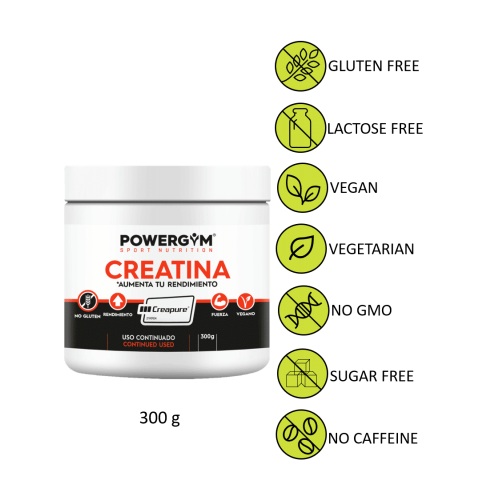 POWERGYM®
SPORT NUTRITION
CREATINA
*AUMENTA TU RENDIMIENTO
NO GLUTEN
RENDIMIENTO
Creapure®
FUERZA
VEGANO
USO CONTINUADO
CONTINUED USED
300g
300 g
GLUTEN FREE
LACTOSE FREE
VEGAN
VEGETARIAN
NO GMO
SUGAR FREE
NO CAFFEINE